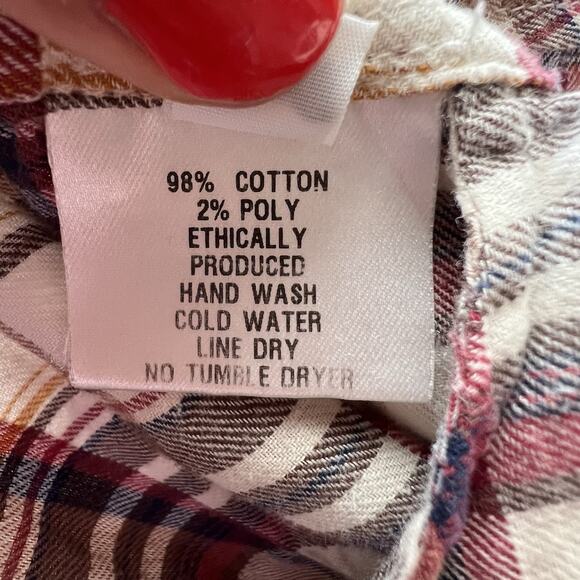 98% COTTON
2% POLY
ETHICALLY
PRODUCED
HAND WASH
COLD WATER
LINE DRY
NO TUMBLE DRYER